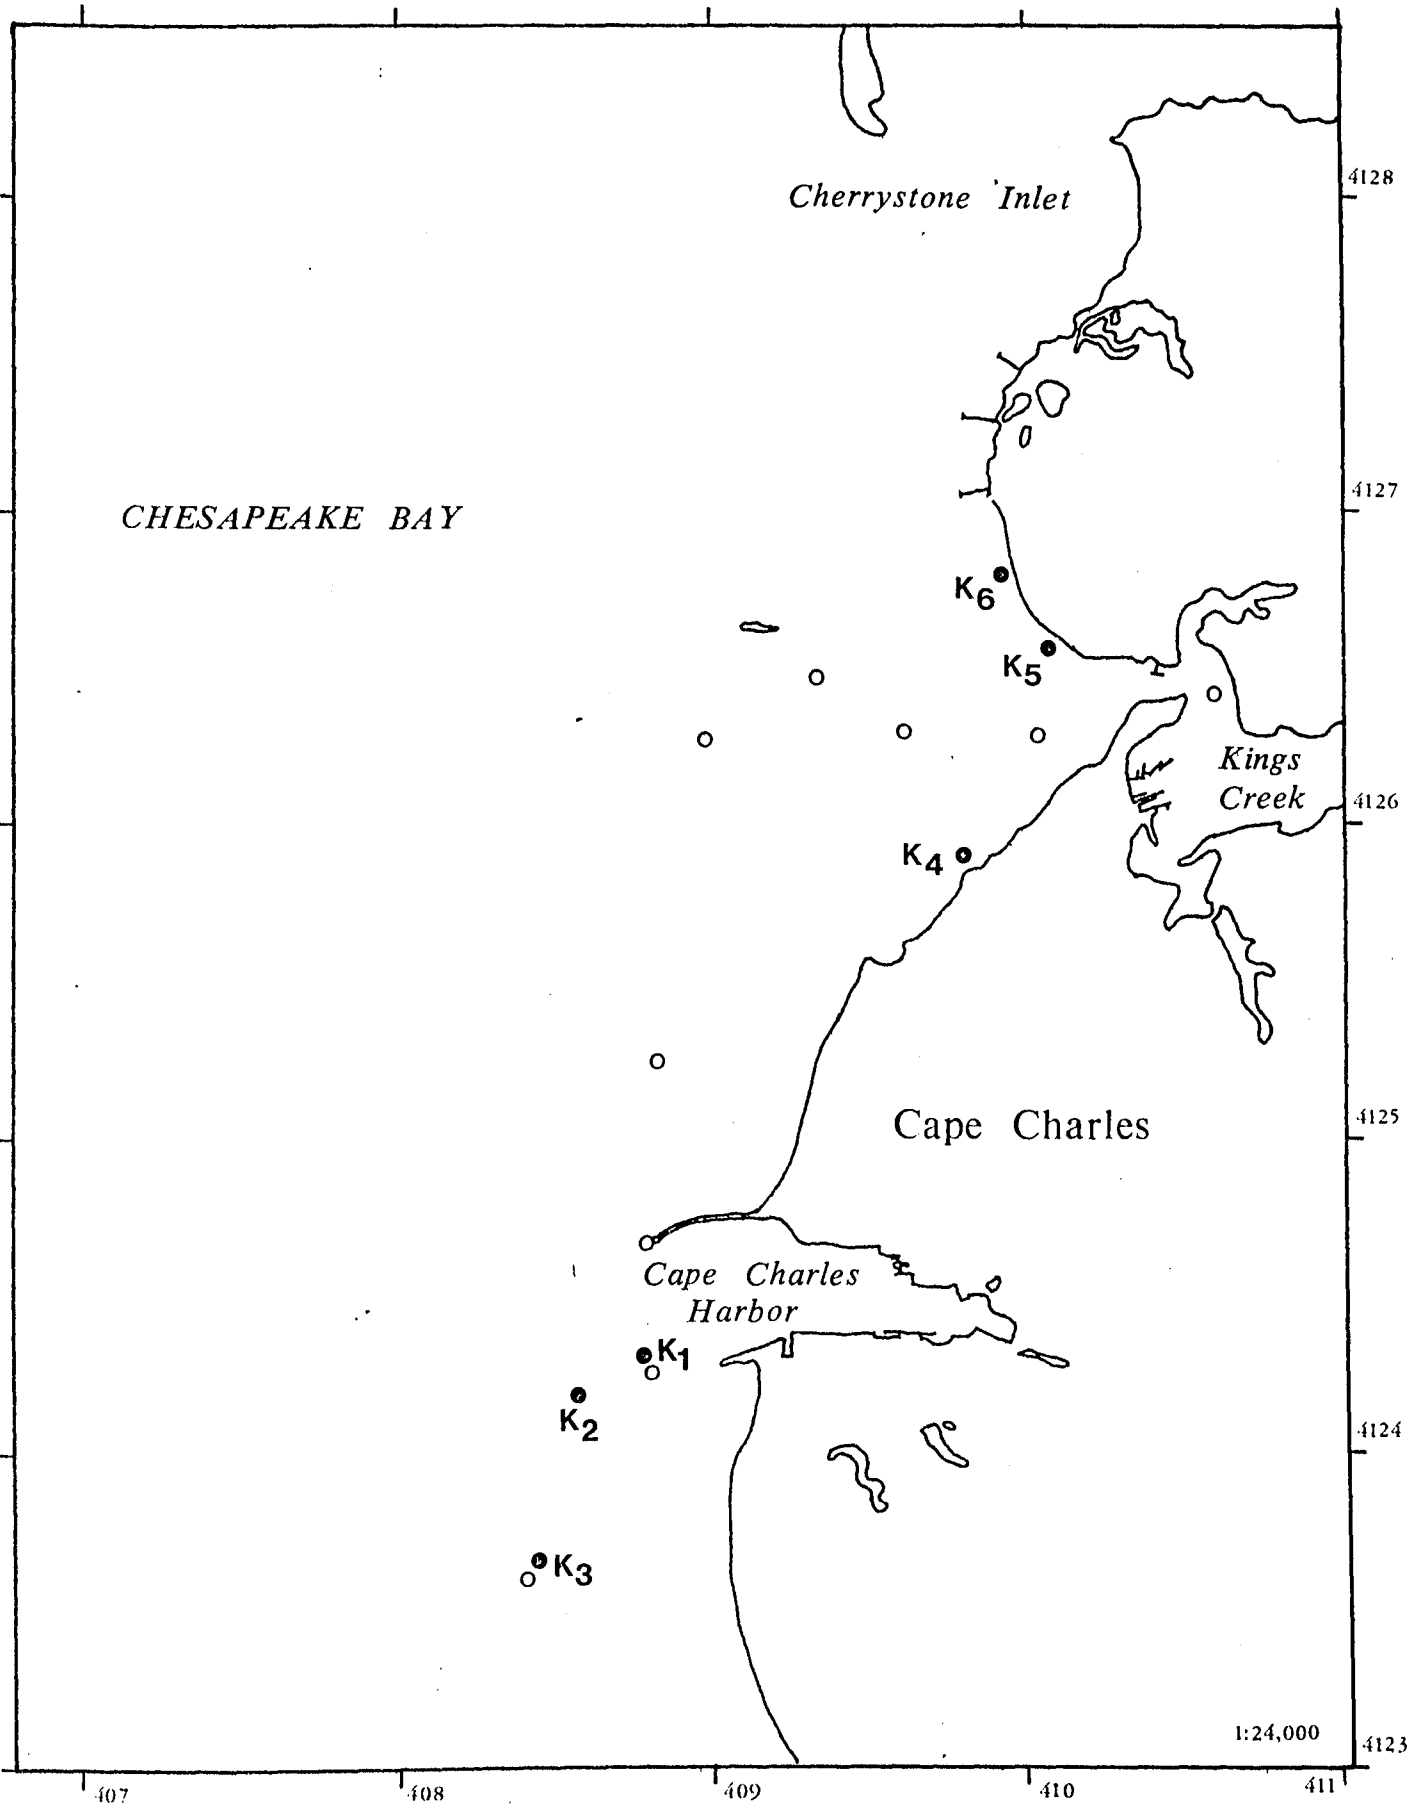 Cherrystone Inlet
4128
4127
CHESAPEAKE BAY
K6
K5
Kings
Creek
4126
K4
Cape Charles
4125
Cape Charles
Harbor
K1
K2
4124
K3
1:24,000
4123
407
408
409
410
411